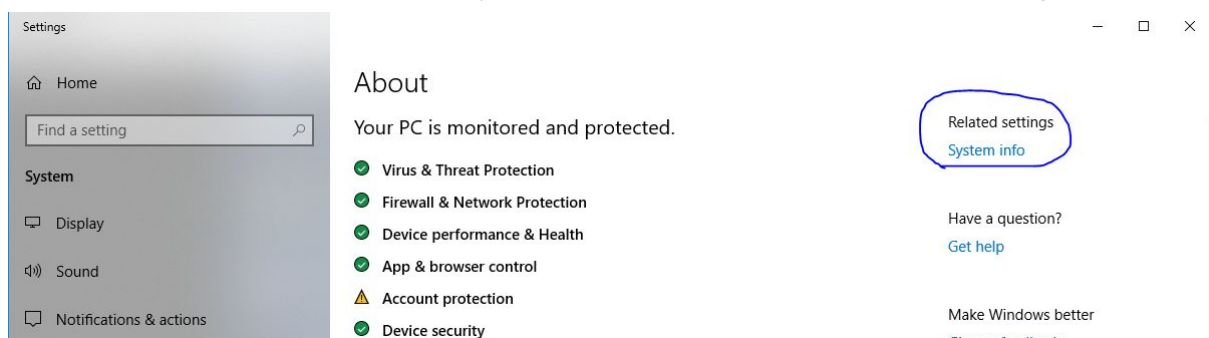 Settings
Home
Find a setting
System
Display
Sound
Notifications & actions
About
Your PC is monitored and protected.
Virus & Threat Protection
Firewall & Network Protection
Device performance & Health
App & browser control
Account protection
Device security
Related settings
System info
Have a question?
Get help
Make Windows better